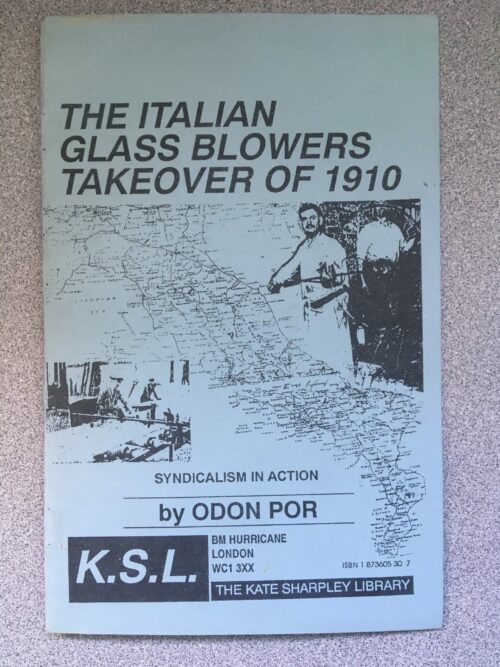 THE ITALIAN
GLASS BLOWERS
TAKEOVER OF 1910
SYNDICALISM IN ACTION
by ODON POR
K.S.L.
BM HURRICANE
LONDON
WC1 3XX
ISBN 1 873605 30 7
THE KATE SHARPLEY LIBRARY